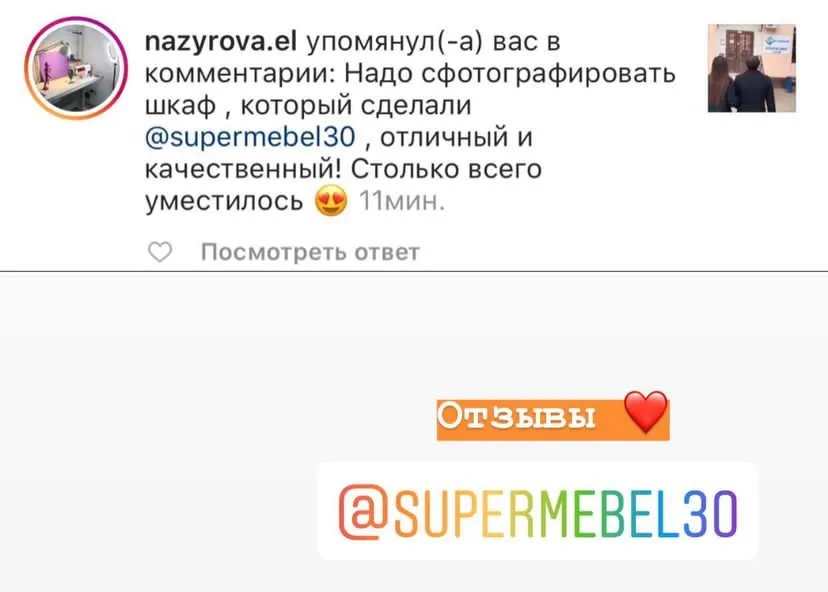 nazyrova.el упомянул(-а) вас в
комментарии: Надо сфотографировать
шкаф , который сделали
@supermebel30 , отличный и
качественный! Столько всего
уместилось 😍 11мин.
Посмотреть ответ
Отзывы ❤️
@SUPERMEBEL30